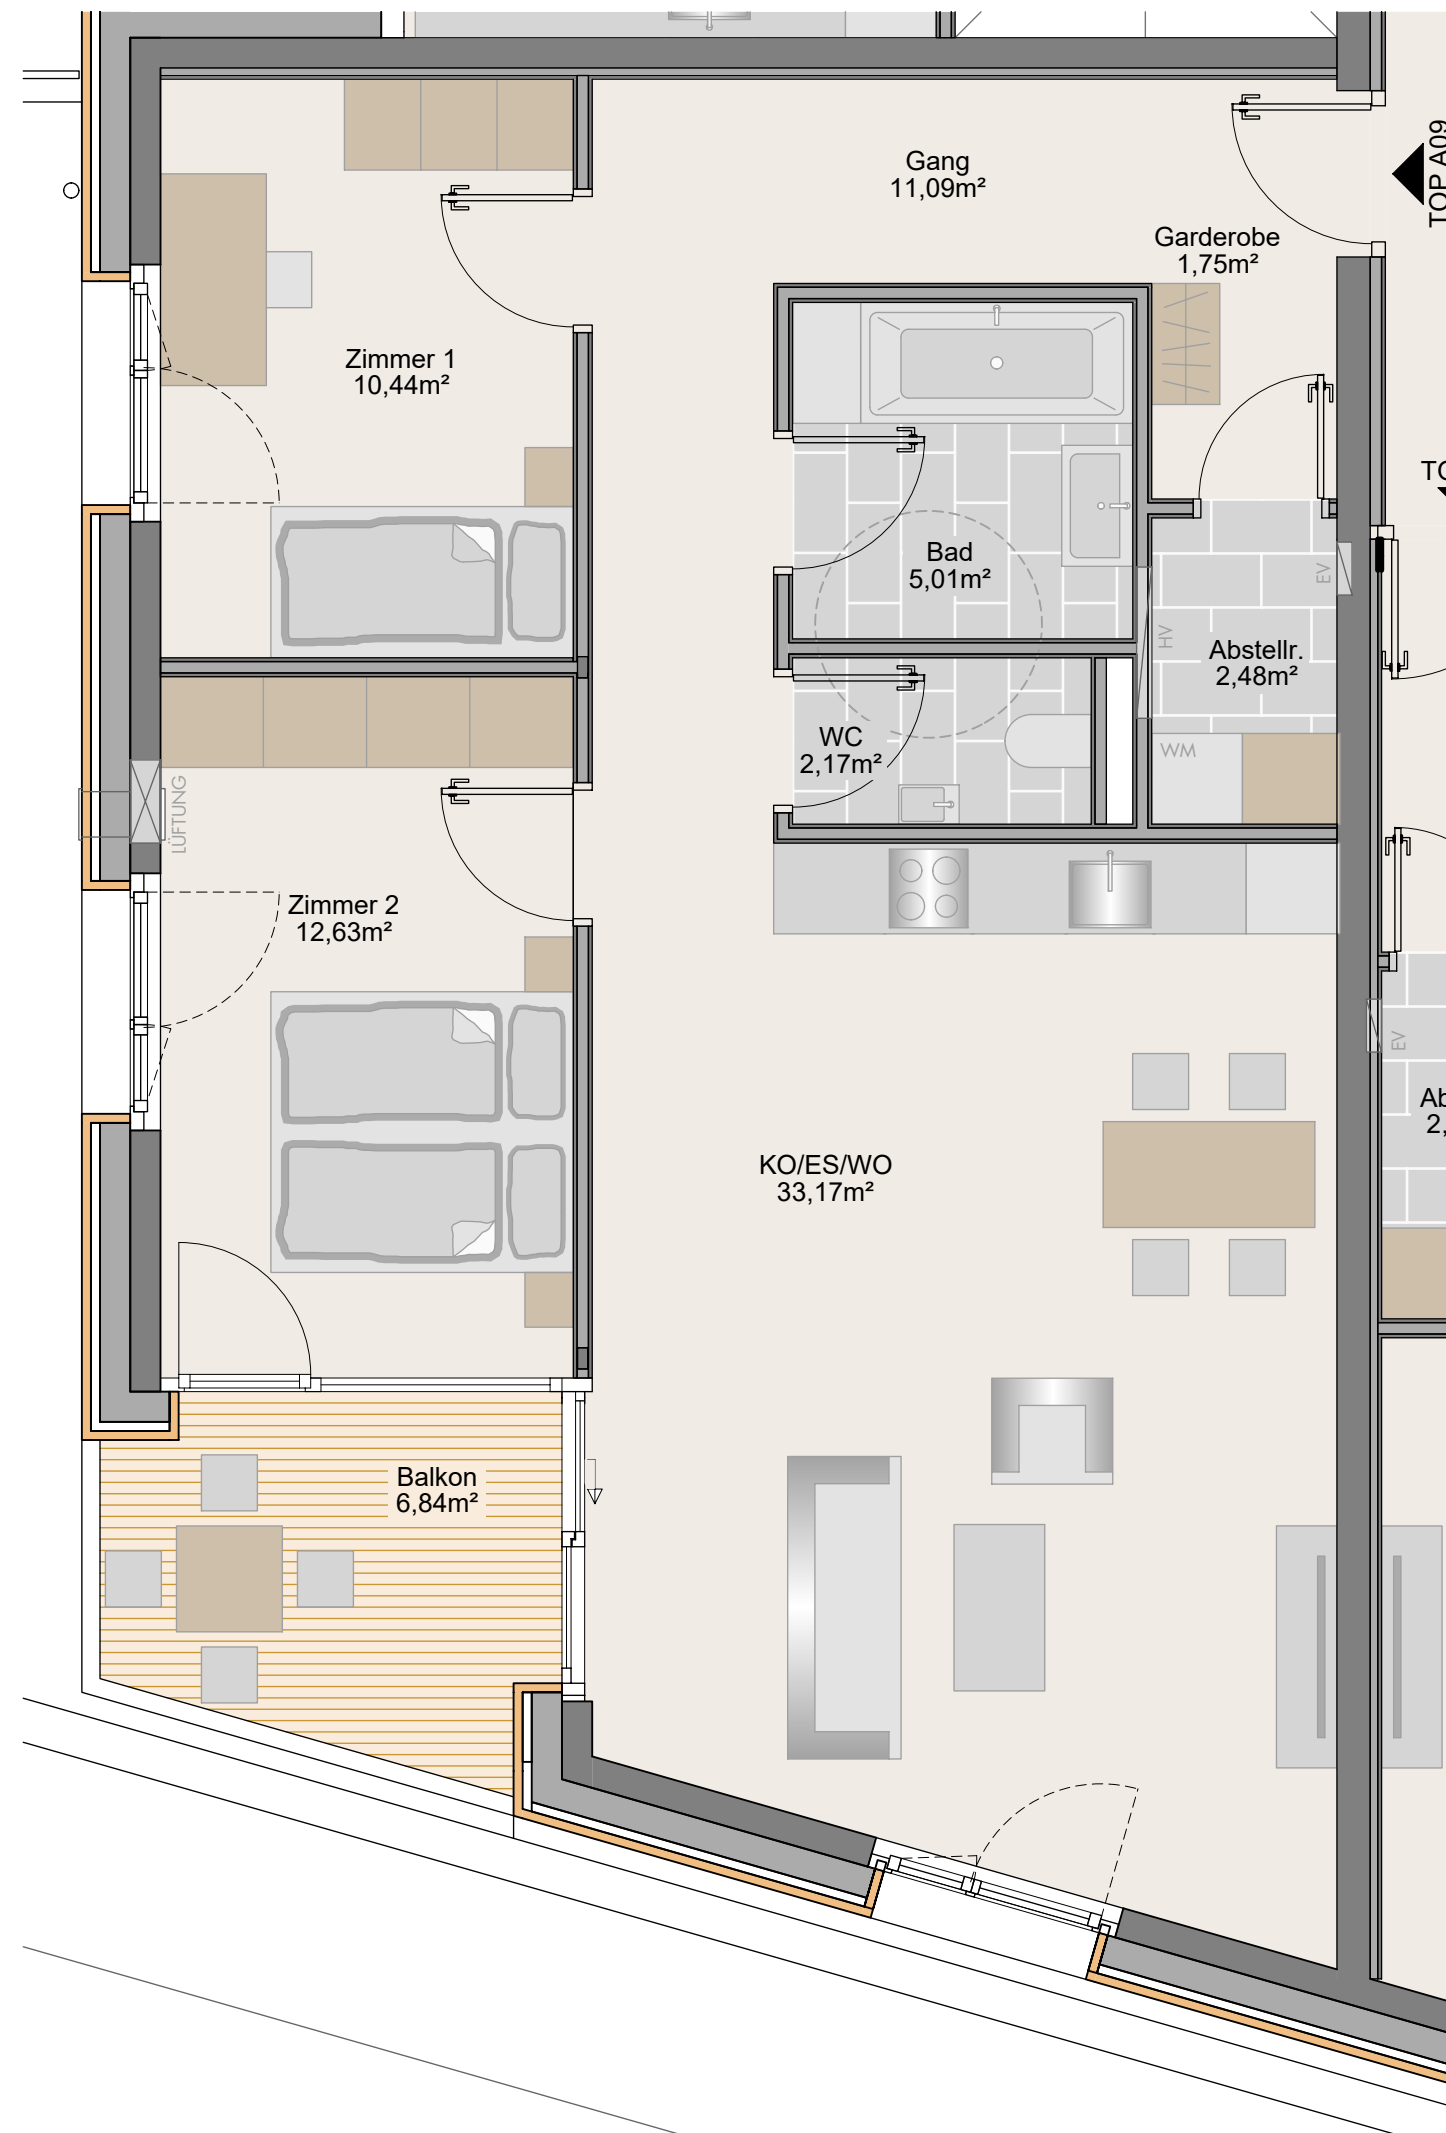 Gang
11,09m²
TOP A09
Garderobe
1,75m²
Zimmer 1
10,44m²
Bad
5,01m²
EV
HV
Abstellr.
2,48m²
WC
2,17m²
WM
LÜFTUNG
Zimmer 2
12,63m²
EV
KO/ES/WO
33,17m²
Balkon
6,84m²